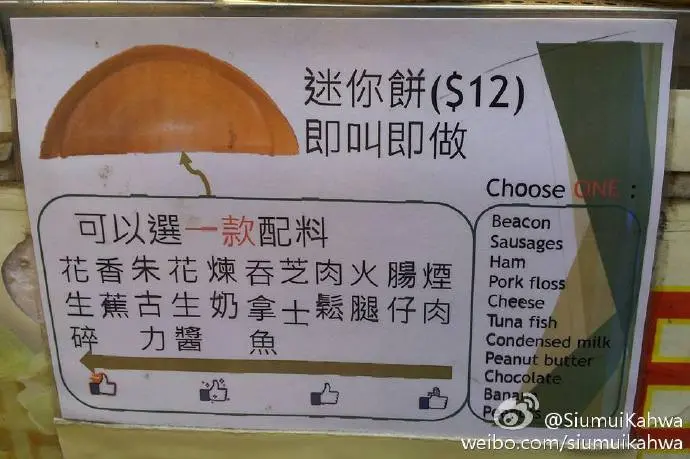 迷你餅($12)
即叫即做
可以選一款配料
煙肉
腸仔
火腿
肉鬆
芝士
吞拿魚
煉奶
花生醬
朱古力
香蕉
花生碎
Choose ONE :
Beacon
Sausages
Ham
Pork floss
Cheese
Tuna fish
Condensed milk
Peanut butter
Chocolate
@SiumuiKahwa
weibo.com/siumuikahwa